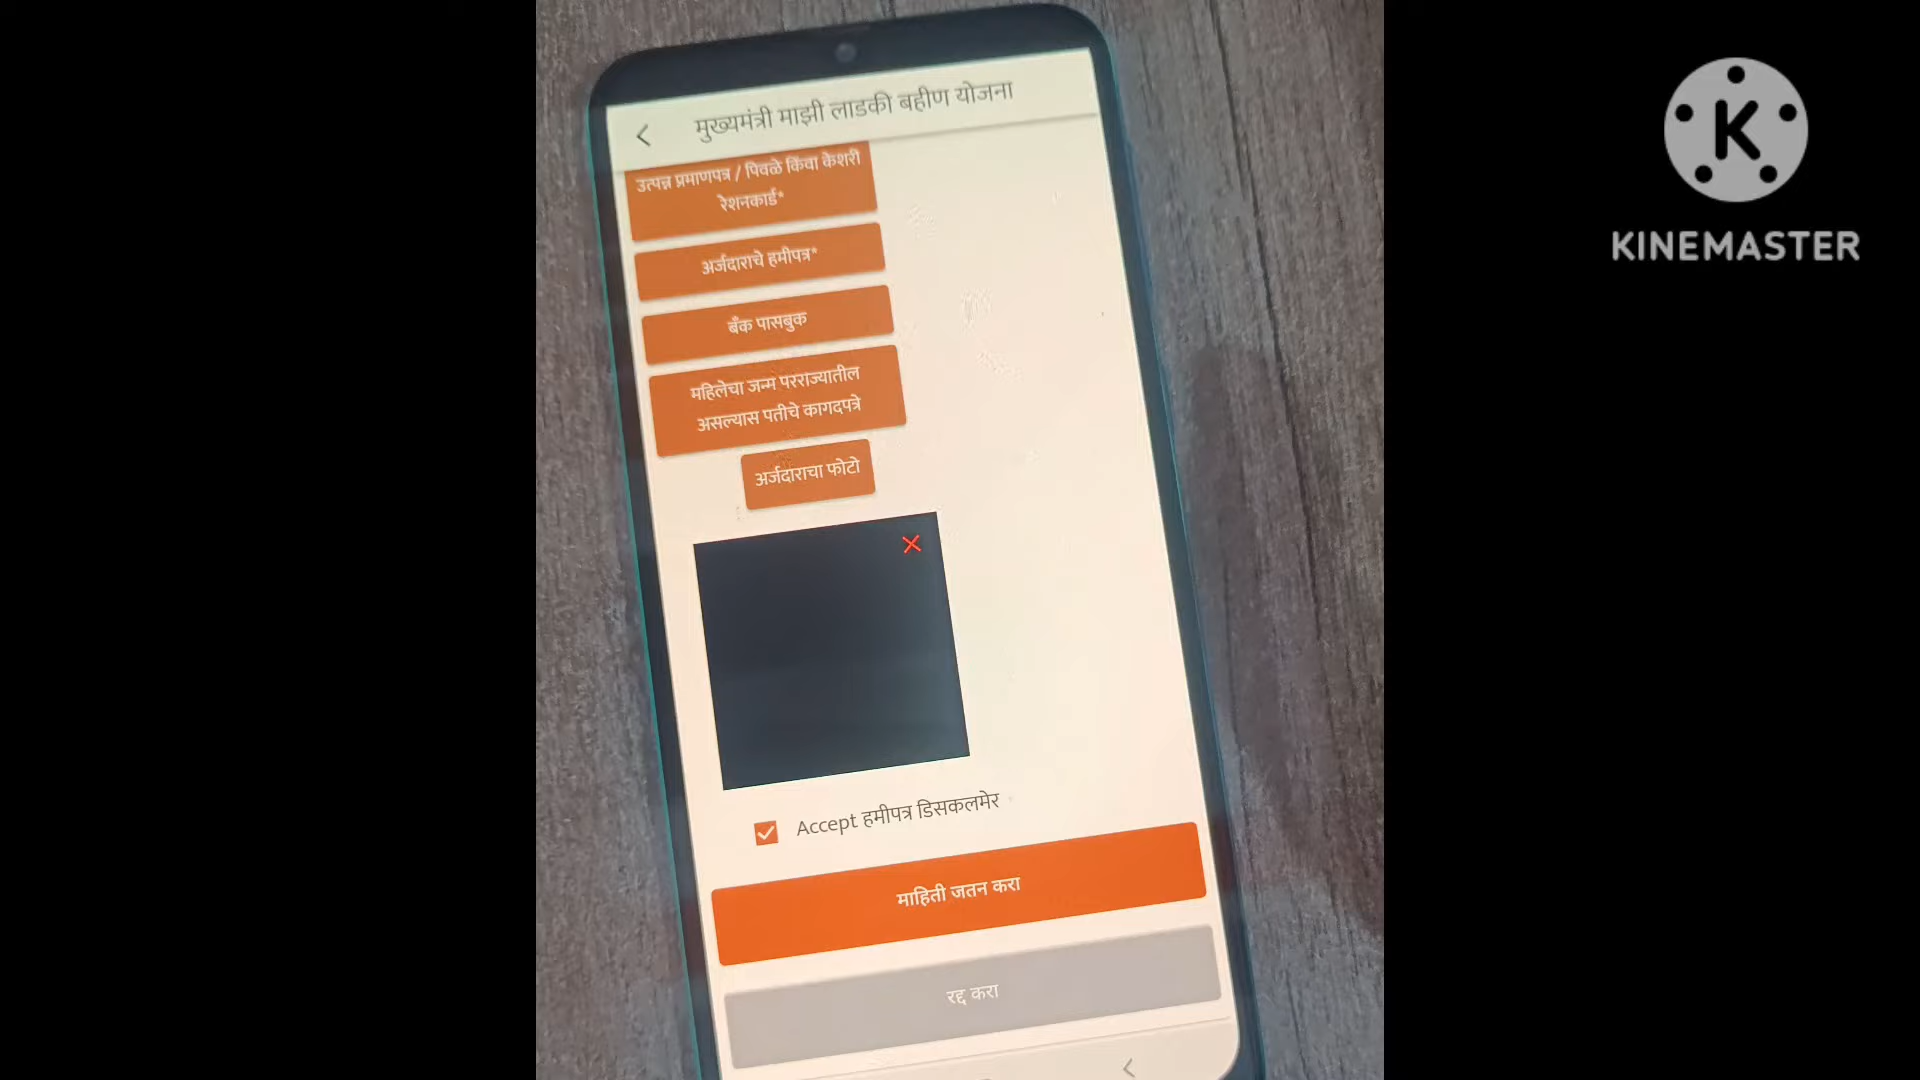 मुख्यमंत्री माझी लाडकी बहीण योजना
उत्पन्न प्रमाणपत्र / पिवळे किंवा केशरी
रेशनकार्ड*
अर्जदाराचे हमीपत्र*
बँक पासबुक
महिलेचा जन्म परराज्यातील
असल्यास पतीचे कागदपत्रे
अर्जदाराचा फोटो
Accept हमीपत्र डिसकलमेर
माहिती जतन करा
रद्द करा
K
KINEMASTER